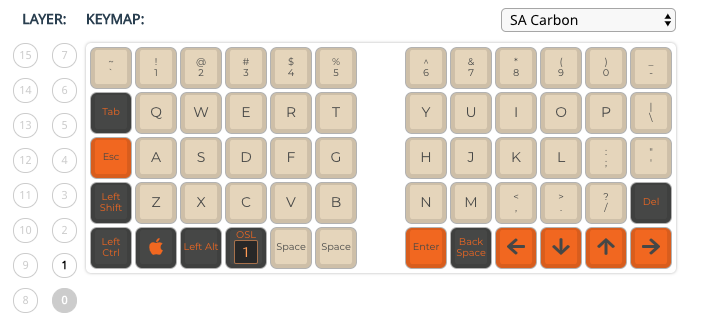 LAYER: KEYMAP: SA Carbon
15 7 ~ ! @ # $ % ^ & * ( ) _
` 1 2 3 4 5 6 7 8 9 0 -
14 6 Tab Q W E R T Y U I O P | \
13 5
12 4 Esc A S D F G H J K L : ; " '
11 3 Left Shift Z X C V B N M < , > . ? / Del
10 2
9 1 Left Ctrl Left Alt OSL 1 Space Space Enter Back Space ← ↓ ↑ →
8 0